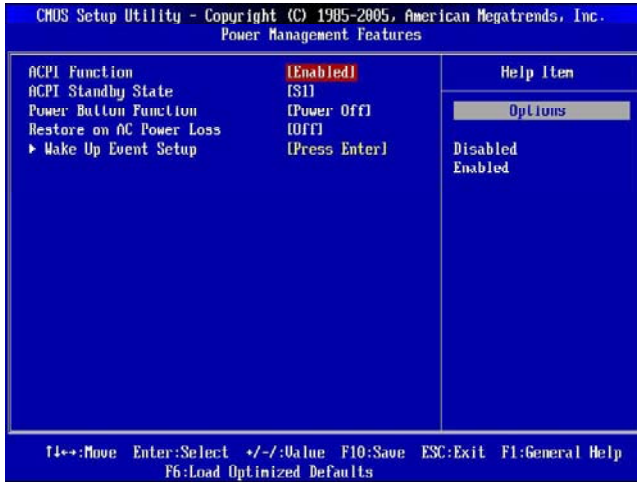 CMOS Setup Utility - Copyright (C) 1985-2005, American Megatrends, Inc.
Power Management Features
ACPI Function [Enabled]
ACPI Standby State [S1]
Power Button Function [Power Off]
Restore on AC Power Loss [Off]
▶ Wake Up Event Setup [Press Enter]
Help Item
Options
Disabled
Enabled
↑↓←→:Move Enter:Select +/-/:Value F10:Save ESC:Exit F1:General Help
F6:Load Optimized Defaults